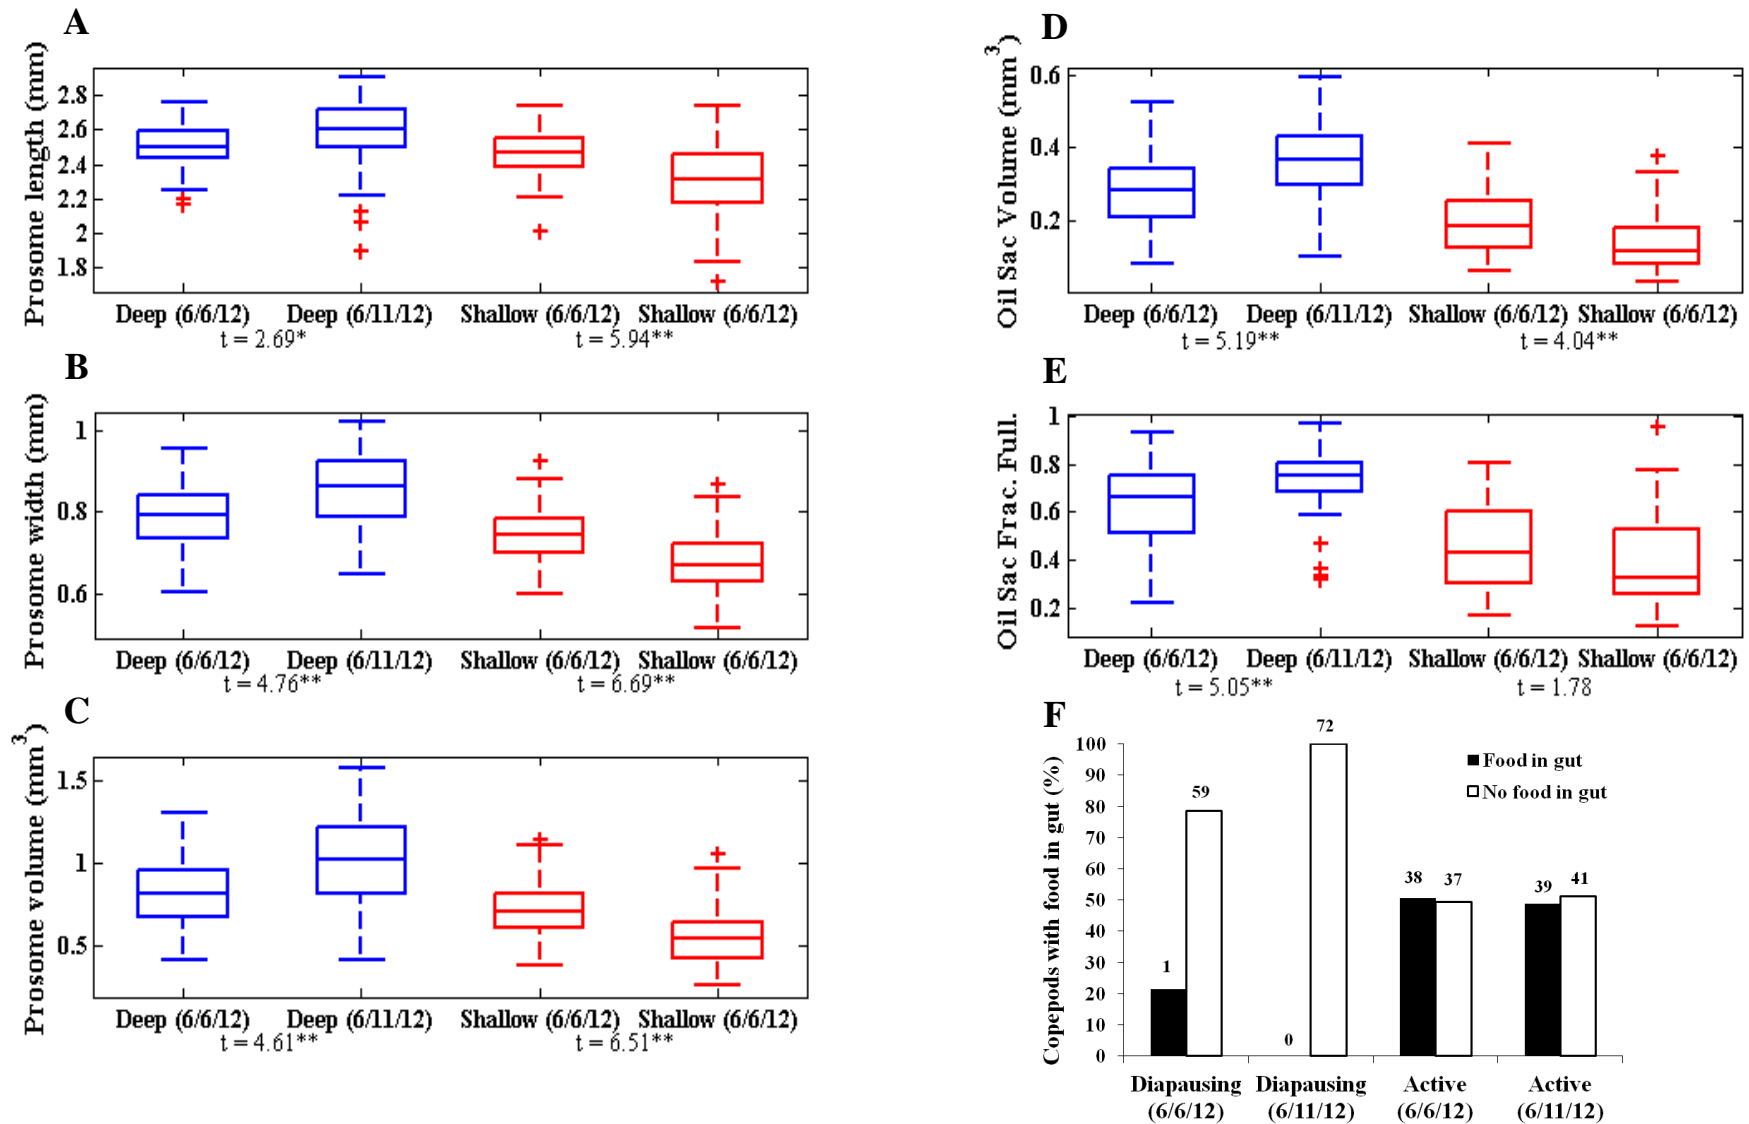 A
Prosome length (mm)
2.8
2.6
2.4
2.2
2
1.8
Deep (6/6/12) Deep (6/11/12) Shallow (6/6/12) Shallow (6/6/12)
t = 2.69* t = 5.94**
B
Prosome width (mm)
1
0.8
0.6
Deep (6/6/12) Deep (6/11/12) Shallow (6/6/12) Shallow (6/6/12)
t = 4.76** t = 6.69**
C
Prosome volume (mm3)
1.5
1
0.5
Deep (6/6/12) Deep (6/11/12) Shallow (6/6/12) Shallow (6/6/12)
t = 4.61** t = 6.51**
D
Oil Sac Volume (mm3)
0.6
0.4
0.2
Deep (6/6/12) Deep (6/11/12) Shallow (6/6/12) Shallow (6/6/12)
t = 5.19** t = 4.04**
E
Oil Sac Frac. Full.
1
0.8
0.6
0.4
0.2
Deep (6/6/12) Deep (6/11/12) Shallow (6/6/12) Shallow (6/6/12)
t = 5.05** t = 1.78
F
Copepods with food in gut (%)
100
90
80
70
60
50
40
30
20
10
0
Food in gut
No food in gut
1 59 0 72 38 37 39 41
Diapausing Diapausing Active Active
(6/6/12) (6/11/12) (6/6/12) (6/11/12)